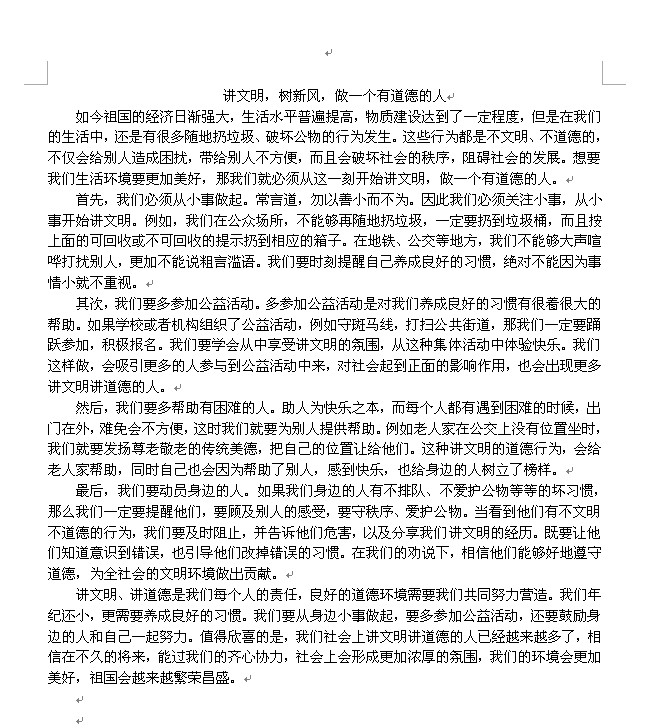 讲文明，树新风，做一个有道德的人
如今祖国的经济日渐强大，生活水平普遍提高，物质建设达到了一定程度，但是在我们
的生活中，还是有很多随地扔垃圾、破坏公物的行为发生。这些行为都是不文明、不道德的，
不仅会给别人造成困扰，带给别人不方便，而且会破坏社会的秩序，阻碍社会的发展。想要
我们生活环境要更加美好，那我们就必须从这一刻开始讲文明，做一个有道德的人。
首先，我们必须从小事做起。常言道，勿以善小而不为。因此我们必须关注小事，从小
事开始讲文明。例如，我们在公众场所，不能够再随地扔垃圾，一定要扔到垃圾桶，而且按
上面的可回收或不可回收的提示扔到相应的箱子。在地铁、公交等地方，我们不能够大声喧
哗打扰别人，更加不能说粗言滥语。我们要时刻提醒自己养成良好的习惯，绝对不能因为事
情小就不重视。
其次，我们要多参加公益活动。多参加公益活动是对我们养成良好的习惯有很着很大的
帮助。如果学校或者机构组织了公益活动，例如守斑马线，打扫公共街道，那我们一定要踊
跃参加，积极报名。我们要学会从中享受讲文明的氛围，从这种集体活动中体验快乐。我们
这样做，会吸引更多的人参与到公益活动中来，对社会起到正面的影响作用，也会出现更多
讲文明讲道德的人。
然后，我们要多帮助有困难的人。助人为快乐之本，而每个人都有遇到困难的时候，出
门在外，难免会不方便，这时我们就要为别人提供帮助。例如老人家在公交上没有位置坐时，
我们就要发扬尊老敬老的传统美德，把自己的位置让给他们。这种讲文明的道德行为，会给
老人家帮助，同时自己也会因为帮助了别人，感到快乐，也给身边的人树立了榜样。
最后，我们要动员身边的人。如果我们身边的人有不排队、不爱护公物等等的坏习惯，
那么我们一定要提醒他们，要顾及别人的感受，要守秩序、爱护公物。当看到他们有不文明
不道德的行为，我们要及时阻止，并告诉他们危害，以及分享我们讲文明的经历。既要让他
们知道意识到错误，也引导他们改掉错误的习惯。在我们的劝说下，相信他们能够好地遵守
道德，为全社会的文明环境做出贡献。
讲文明、讲道德是我们每个人的责任，良好的道德环境需要我们共同努力营造。我们年
纪还小，更需要养成良好的习惯。我们要从身边小事做起，要多参加公益活动，还要鼓励身
边的人和自己一起努力。值得欣喜的是，我们社会上讲文明讲道德的人已经越来越多了，相
信在不久的将来，能过我们的齐心协力，社会上会形成更加浓厚的氛围，我们的环境会更加
美好，祖国会越来越繁荣昌盛。